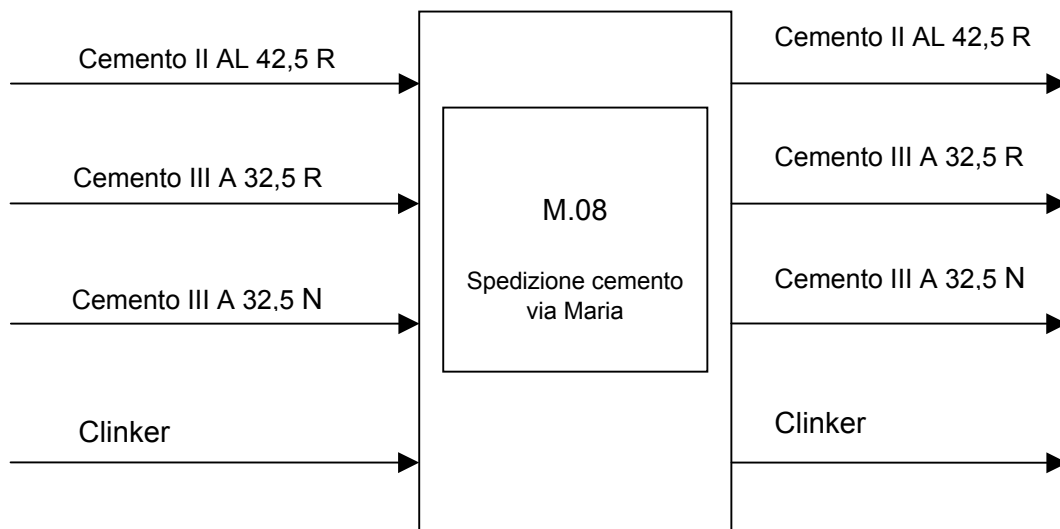 Cemento II AL 42,5 R
Cemento III A 32,5 R
Cemento III A 32,5 N
Clinker
M.08
Spedizione cemento
via Maria
Cemento II AL 42,5 R
Cemento III A 32,5 R
Cemento III A 32,5 N
Clinker